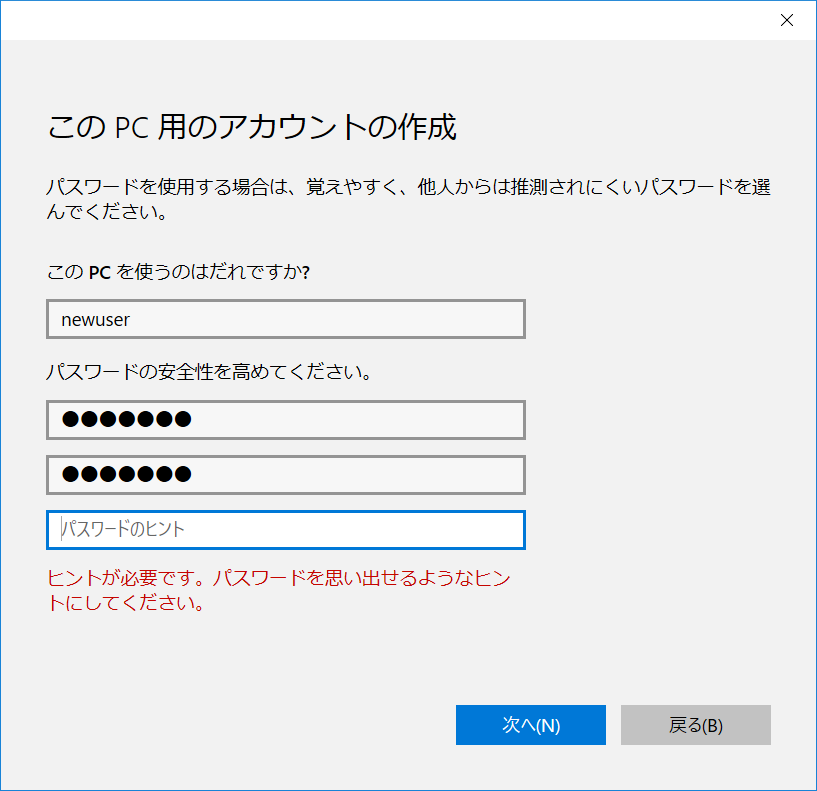 この PC 用のアカウントの作成
パスワードを使用する場合は、覚えやすく、他人からは推測されにくいパスワードを選
んでください。
この PC を使うのはだれですか?
newuser
パスワードの安全性を高めてください。
●●●●●●●
●●●●●●●
パスワードのヒント
ヒントが必要です。パスワードを思い出せるようなヒン
トにしてください。
次へ(N)
戻る(B)